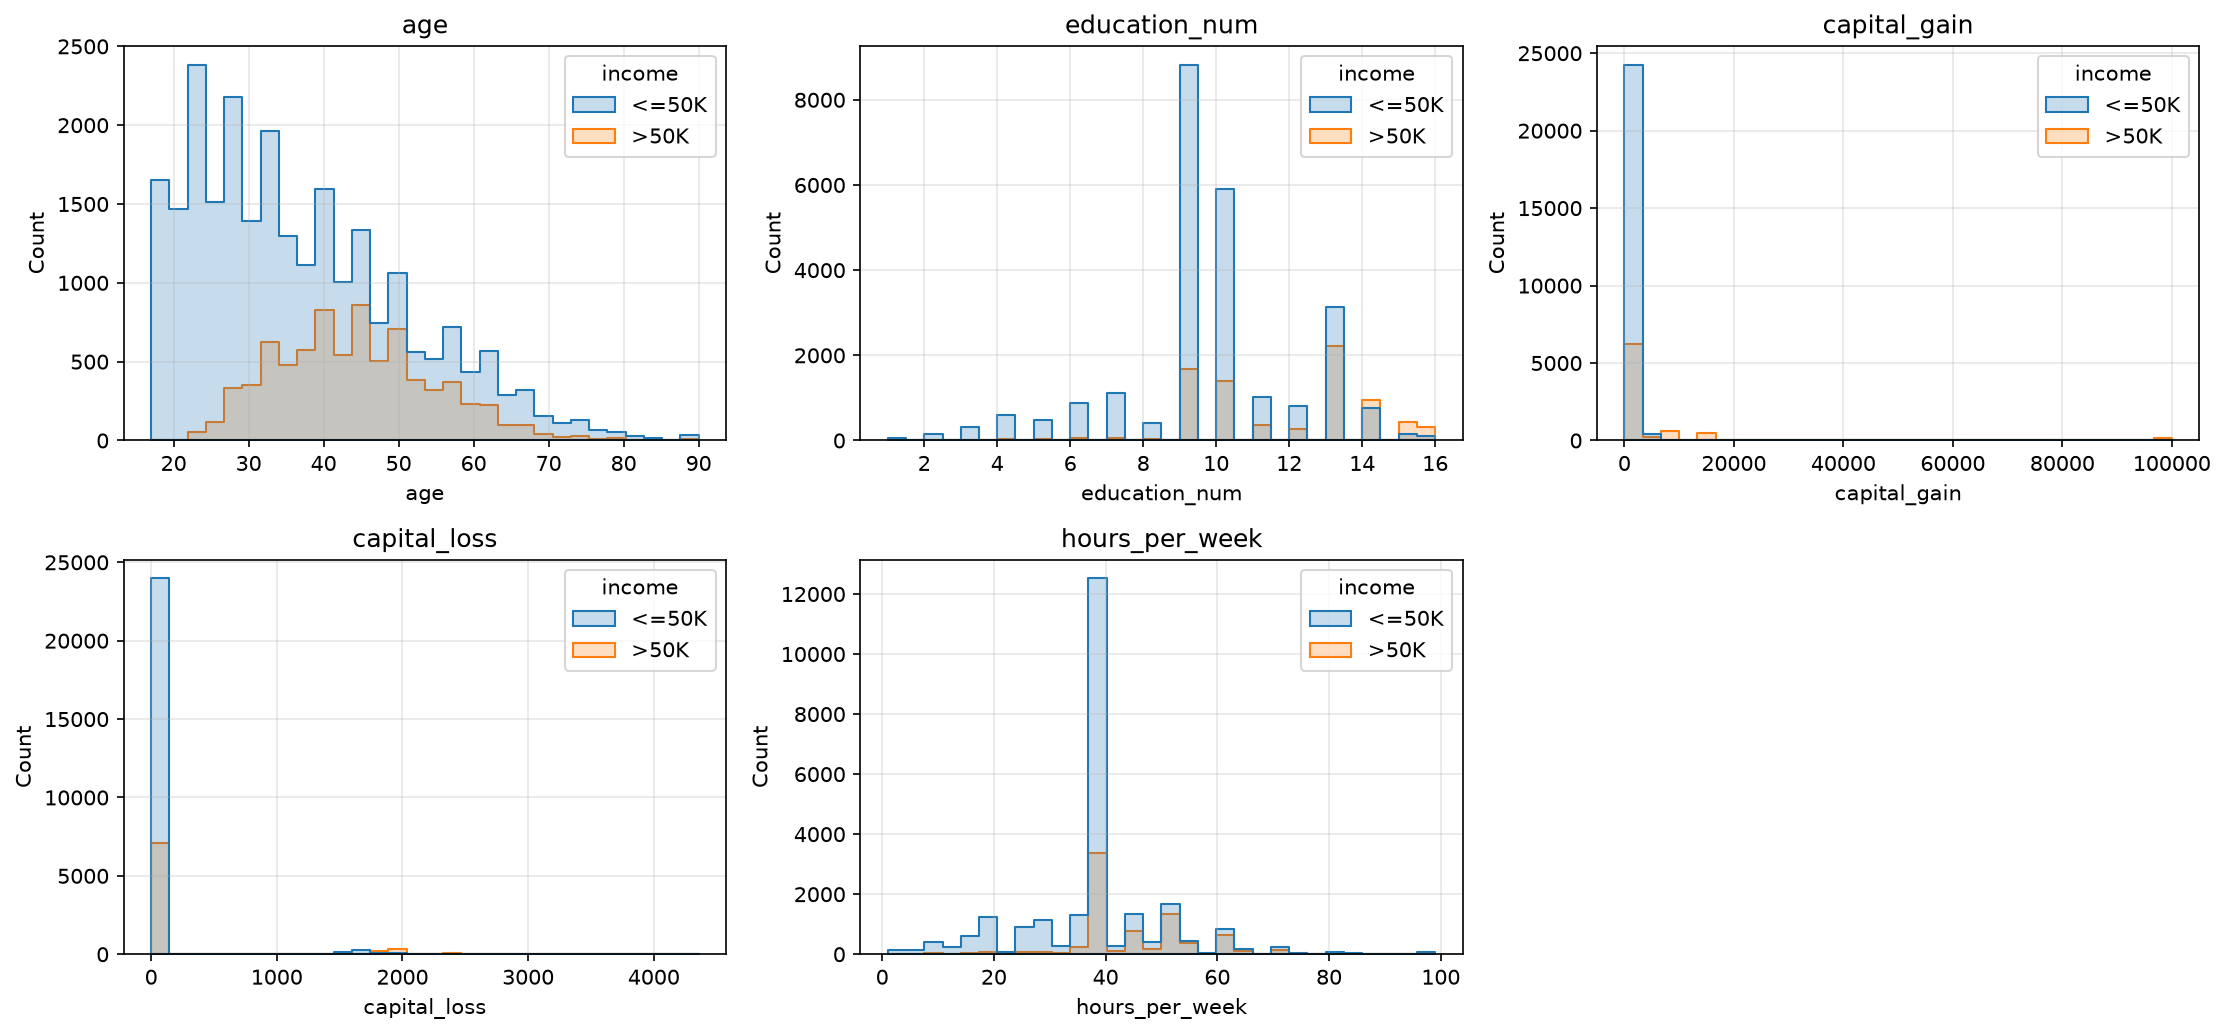 age
2500
2000
1500
1000
500
0
Count
20 30 40 50 60 70 80 90
age
income
<=50K
>50K
education_num
8000
6000
4000
2000
0
Count
2 4 6 8 10 12 14 16
education_num
income
<=50K
>50K
capital_gain
25000
20000
15000
10000
5000
0
Count
0 20000 40000 60000 80000 100000
capital_gain
income
<=50K
>50K
capital_loss
25000
20000
15000
10000
5000
0
Count
0 1000 2000 3000 4000
capital_loss
income
<=50K
>50K
hours_per_week
12000
10000
8000
6000
4000
2000
0
Count
0 20 40 60 80 100
hours_per_week
income
<=50K
>50K